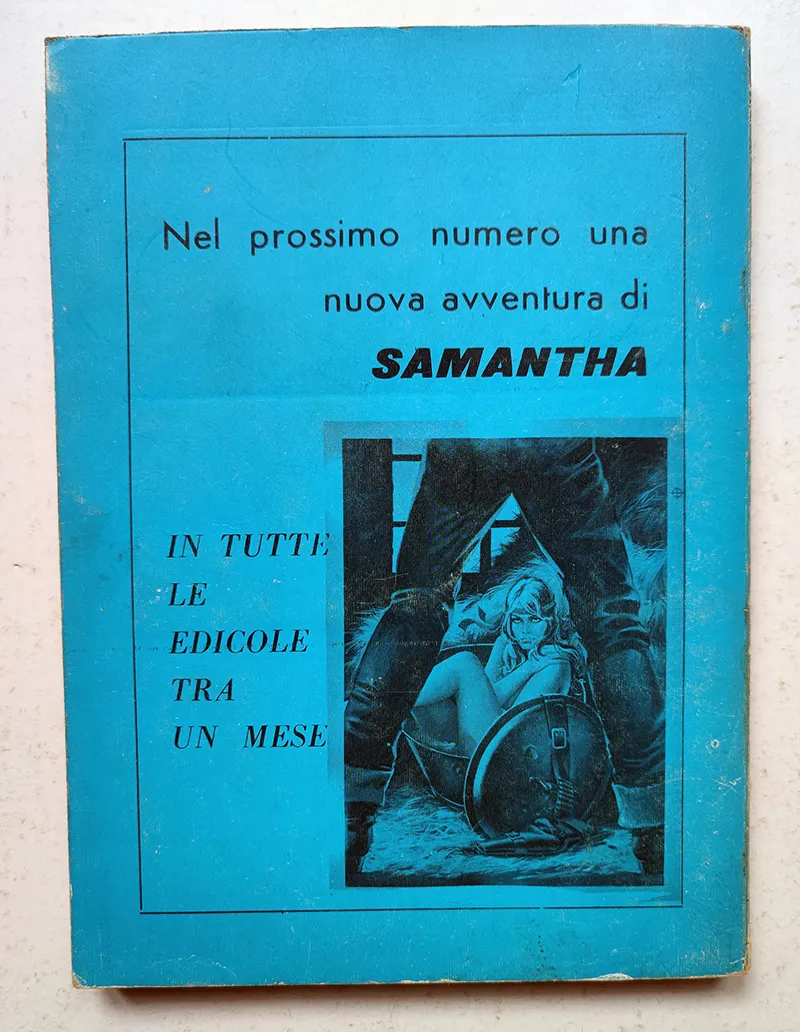 Nel prossimo numero una
nuova avventura di
SAMANTHA
IN TUTTE
LE
EDICOLE
TRA
UN MESE